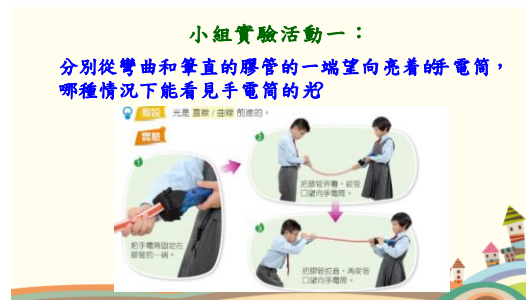 小組實驗活動一：
分別從彎曲和筆直的膠管的一端望向亮着的手電筒，
哪種情況下能看見手電筒的光?
假設 光是 直線 / 曲線 前進的。
實驗
1
把手電筒固定在
膠管的一端。
2
把膠管弄彎，從管
口望向手電筒。
3
把膠管拉直，再從管
口望向手電筒。